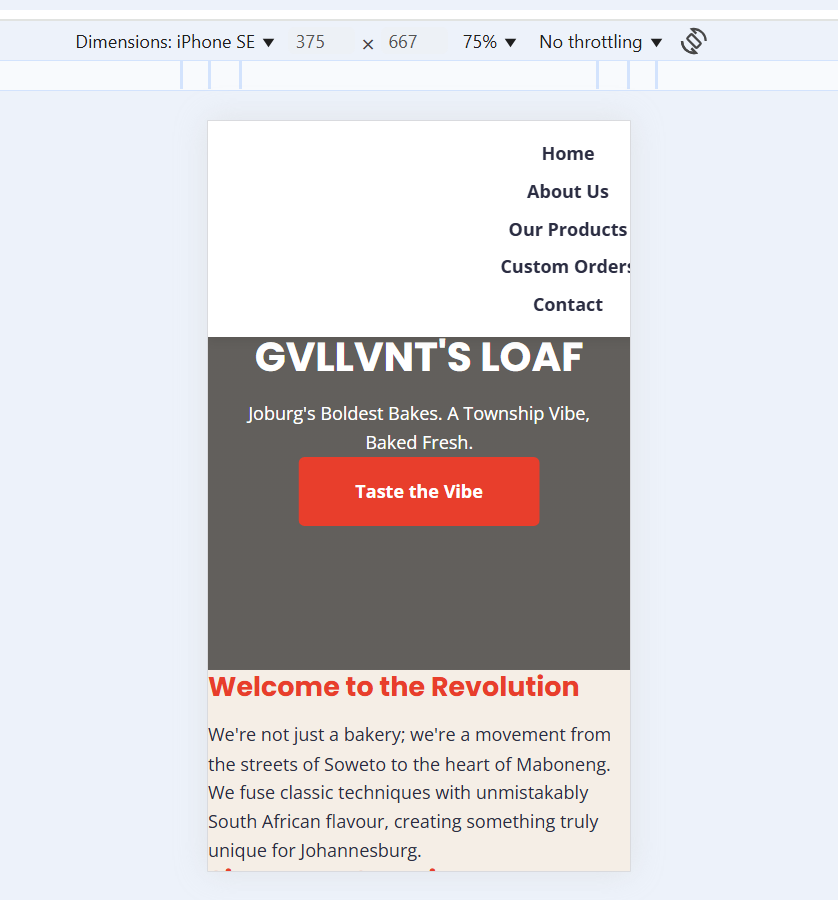 Dimensions: iPhone SE ▼ 375 × 667 75% ▼ No throttling ▼
Home
About Us
Our Products
Custom Orders
Contact
GVLLVNT'S LOAF
Joburg's Boldest Bakes. A Township Vibe,
Baked Fresh.
Taste the Vibe
Welcome to the Revolution
We're not just a bakery; we're a movement from
the streets of Soweto to the heart of Maboneng.
We fuse classic techniques with unmistakably
South African flavour, creating something truly
unique for Johannesburg.